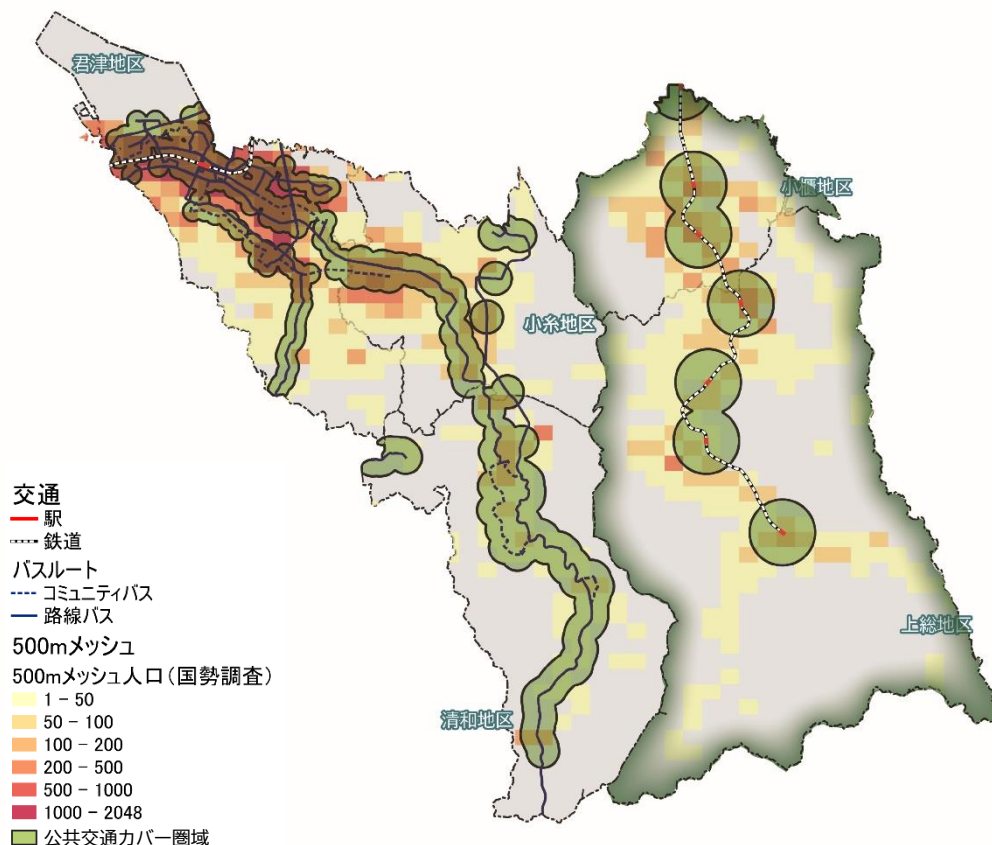 君津地区
小櫃地区
小糸地区
上総地区
清和地区
交通
駅
鉄道
バスルート
コミュニティバス
路線バス
500mメッシュ
500mメッシュ人口(国勢調査)
1 - 50
50 - 100
100 - 200
200 - 500
500 - 1000
1000 - 2048
公共交通カバー圏域